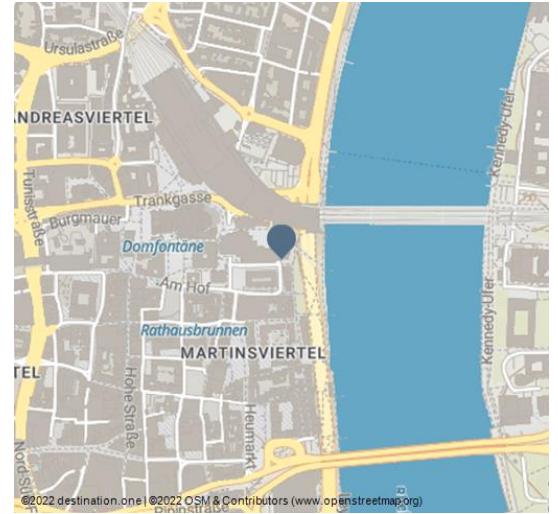 Ursulastraße
ANDREASVIERTEL
Kennedy-Ufer
Tunisstraße
Trankgasse
Burgmauer
Domfontäne
Am Hof
Rathausbrunnen
MARTINSVIERTEL
Kennedy-Ufer
TEL
Hohe Straße
Heumarkt
Nord-Süd-F
Pipinstraße
©2022 destination.one | ©2022 OSM & Contributors (www.openstreetmap.org)